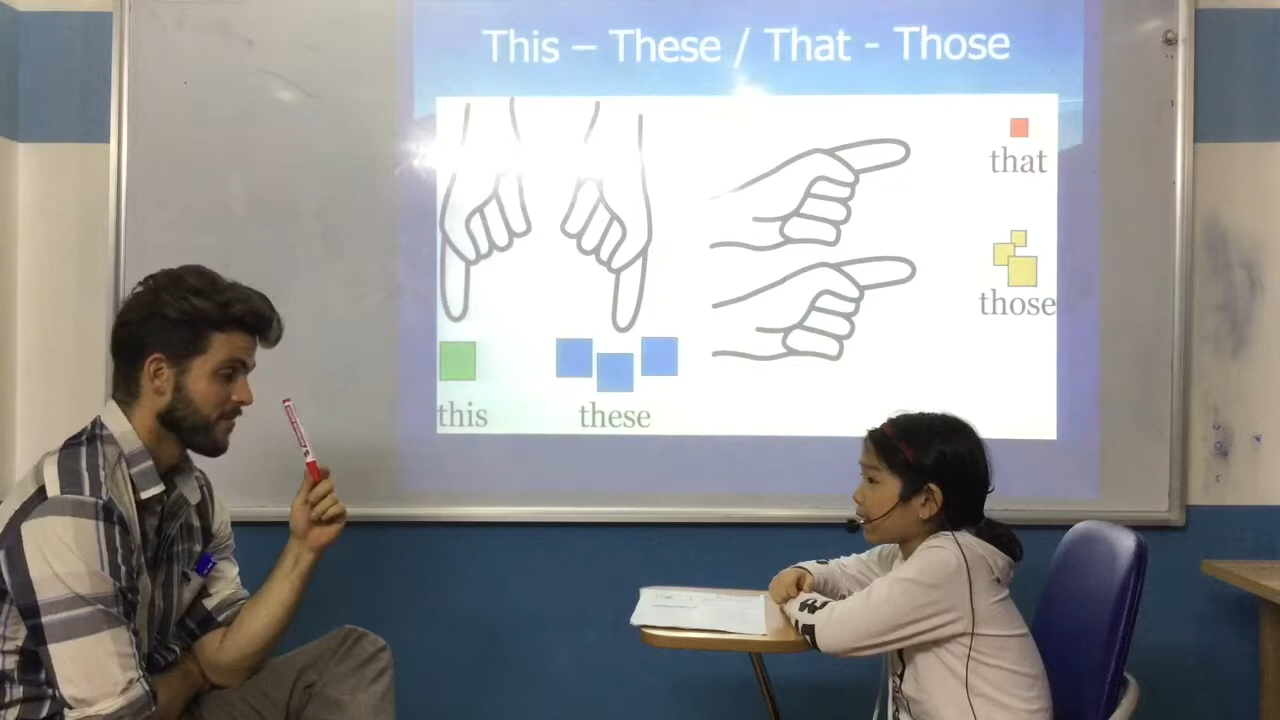 This – These / That - Those
that
those
this
these